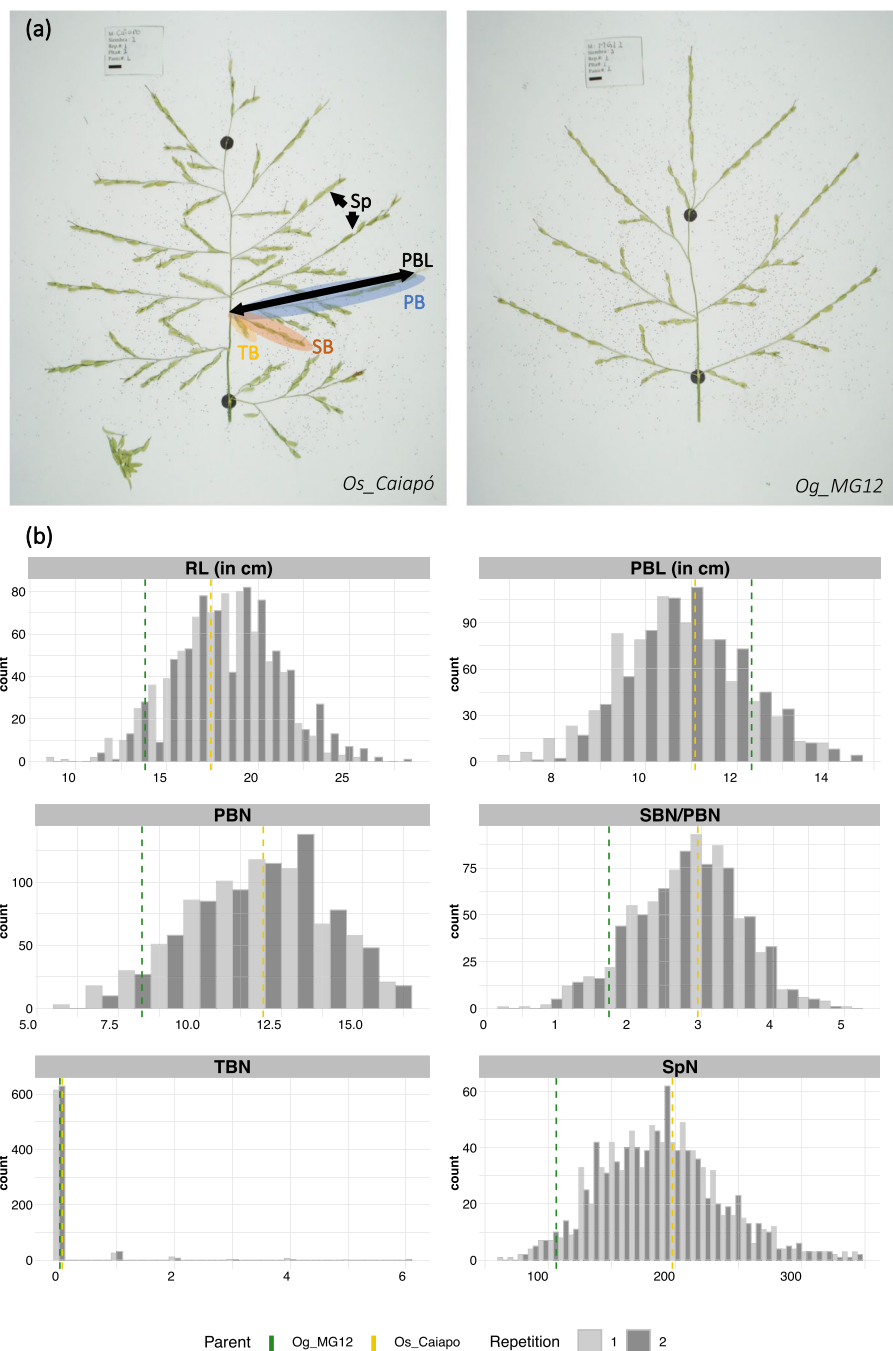 (a)
Sp
PBL
PB
TB
SB
Os_Caiapó
Og_MG12
(b)
RL (in cm)
count
80
60
40
20
0
10 15 20 25
PBL (in cm)
count
90
60
30
0
8 10 12 14
PBN
count
100
50
0
5.0 7.5 10.0 12.5 15.0
SBN/PBN
count
75
50
25
0
0 1 2 3 4 5
TBN
count
600
400
200
0
0 2 4 6
SpN
count
60
40
20
0
100 200 300
Parent Og_MG12 Os_Caiapo Repetition 1 2